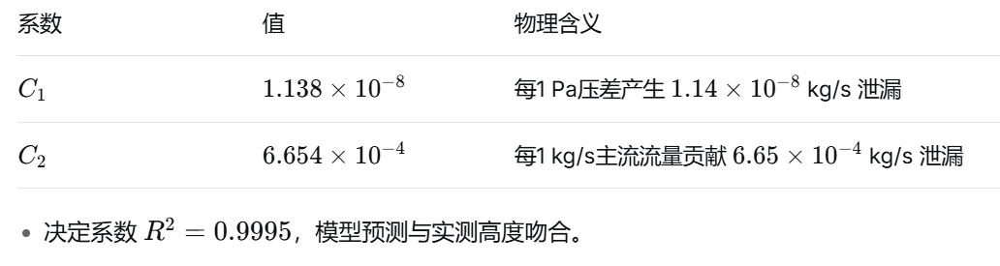 系数 值 物理含义
C₁ 1.138 × 10⁻⁸ 每1 Pa压差产生 1.14 × 10⁻⁸ kg/s 泄漏
C₂ 6.654 × 10⁻⁴ 每1 kg/s主流流量贡献 6.65 × 10⁻⁴ kg/s 泄漏
• 决定系数 R² = 0.9995，模型预测与实测高度吻合。